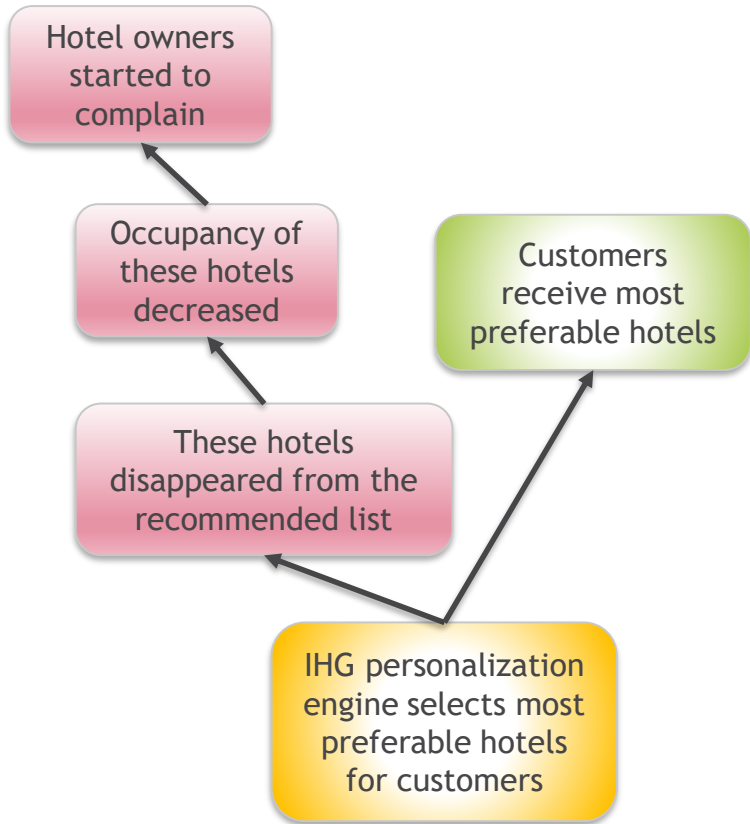 Hotel owners
started to
complain
Occupancy of
these hotels
decreased
Customers
receive most
preferable hotels
These hotels
disappeared from the
recommended list
IHG personalization
engine selects most
preferable hotels
for customers